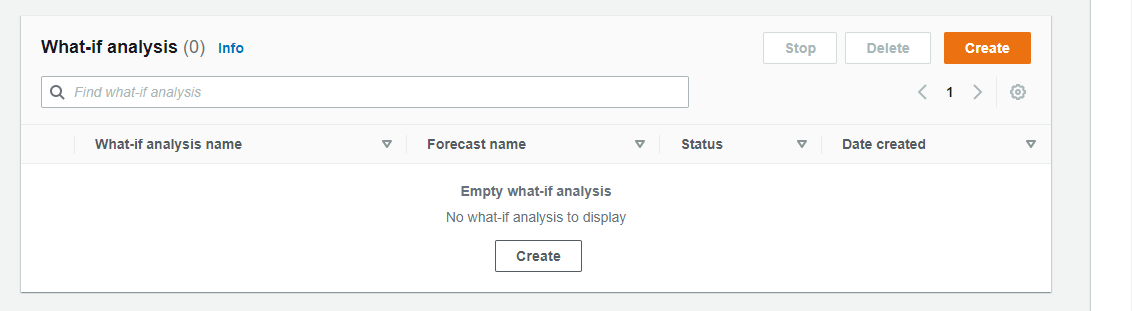 What-if analysis (0) Info
Stop Delete Create
Find what-if analysis
1
What-if analysis name Forecast name Status Date created
Empty what-if analysis
No what-if analysis to display
Create